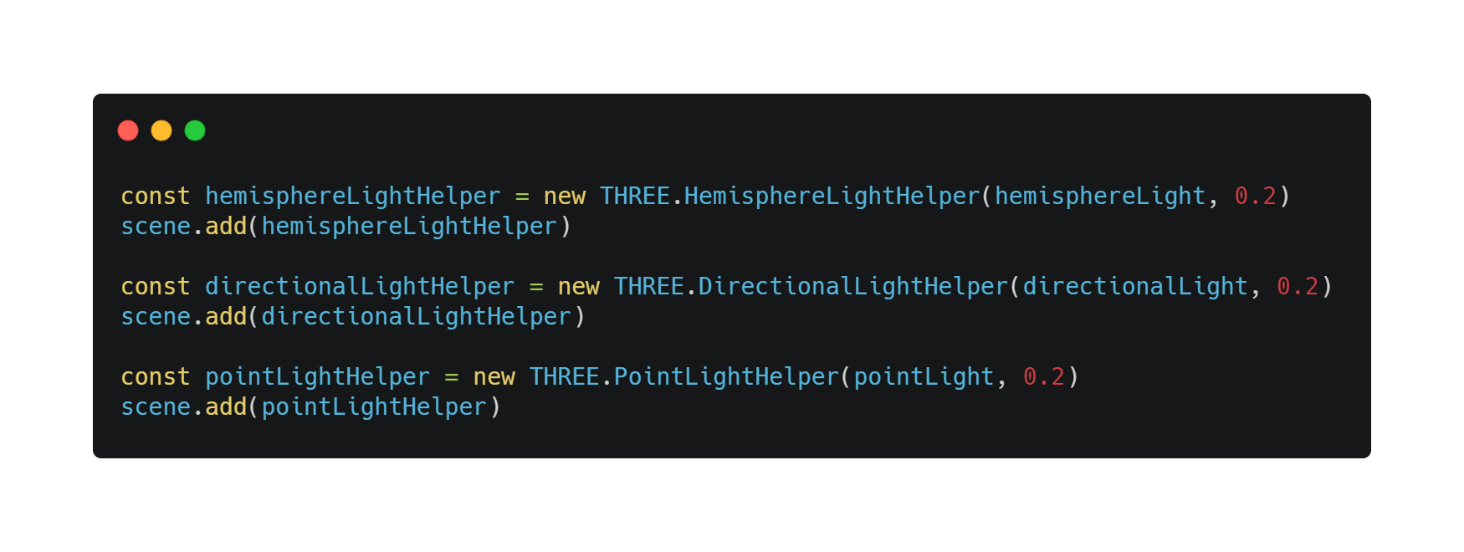 const hemisphereLightHelper = new THREE.HemisphereLightHelper(hemisphereLight, 0.2)
scene.add(hemisphereLightHelper)
const directionalLightHelper = new THREE.DirectionalLightHelper(directionalLight, 0.2)
scene.add(directionalLightHelper)
const pointLightHelper = new THREE.PointLightHelper(pointLight, 0.2)
scene.add(pointLightHelper)